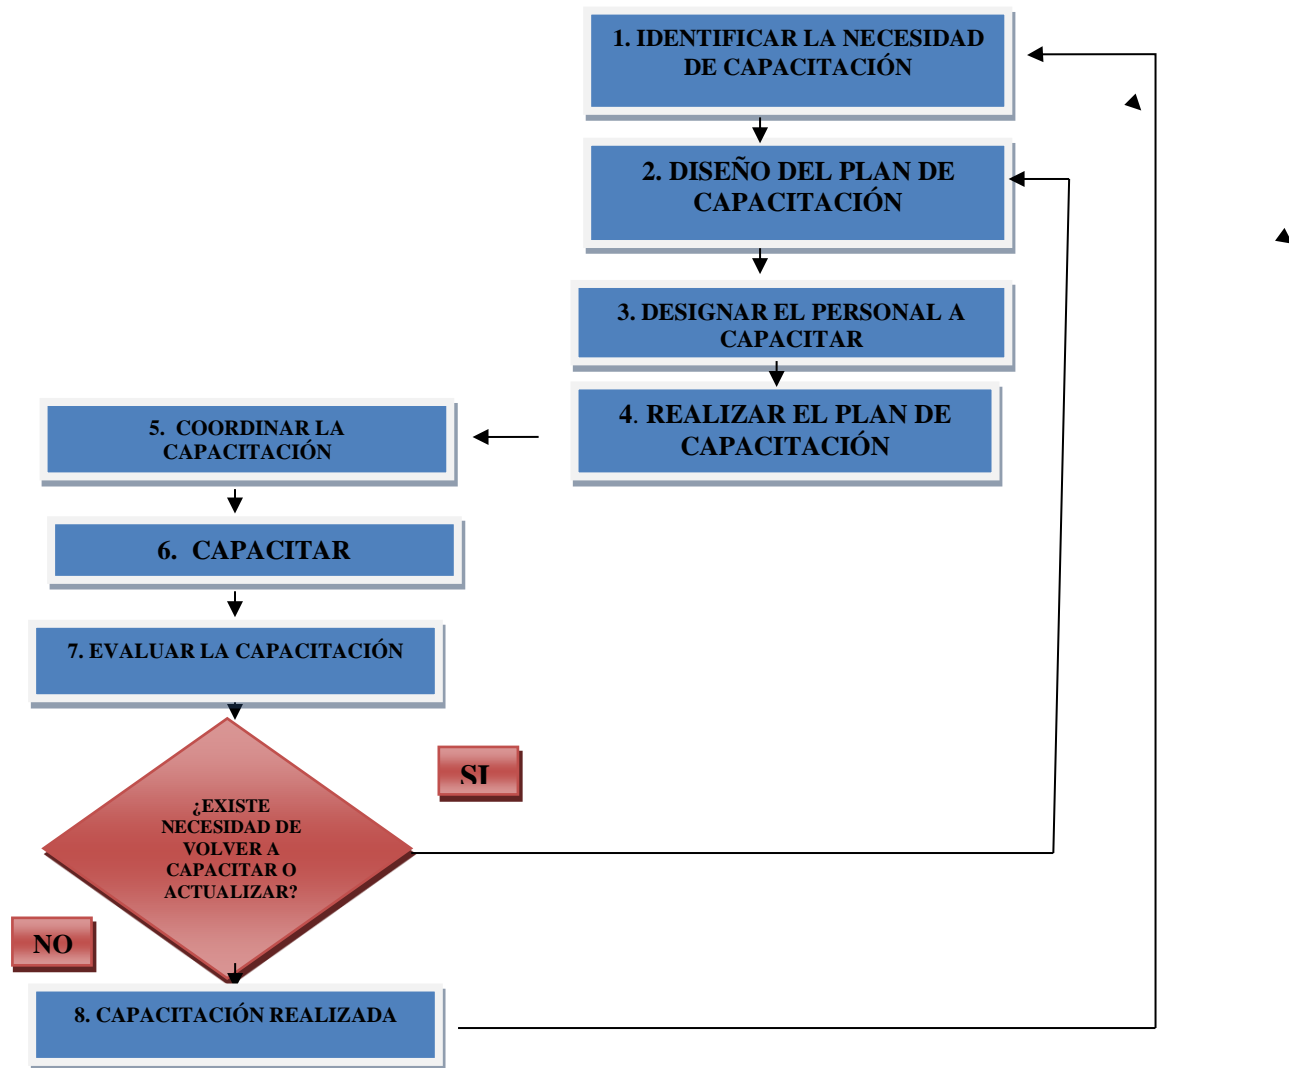 1. IDENTIFICAR LA NECESIDAD
DE CAPACITACIÓN
2. DISEÑO DEL PLAN DE
CAPACITACIÓN
3. DESIGNAR EL PERSONAL A
CAPACITAR
4. REALIZAR EL PLAN DE
CAPACITACIÓN
5. COORDINAR LA
CAPACITACIÓN
6. CAPACITAR
7. EVALUAR LA CAPACITACIÓN
SI
¿EXISTE
NECESIDAD DE
VOLVER A
CAPACITAR O
ACTUALIZAR?
NO
8. CAPACITACIÓN REALIZADA